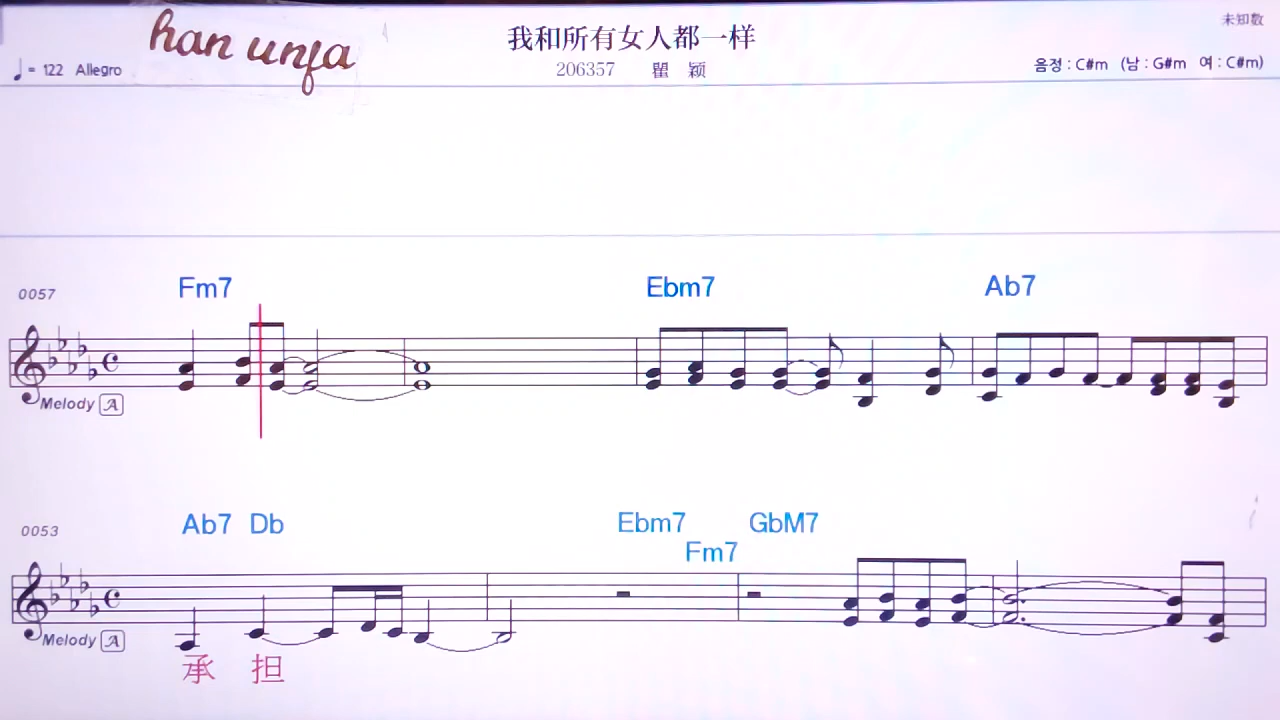 han unfa
我和所有女人都一样
未知数
♩= 122 Allegro
206357 瞿 颖
음정 : C#m (남 : G#m 여 : C#m)
Fm7 Ebm7 Ab7
0057
Melody A
Ab7 Db Ebm7 GbM7
0053
Fm7
Melody A
承 担